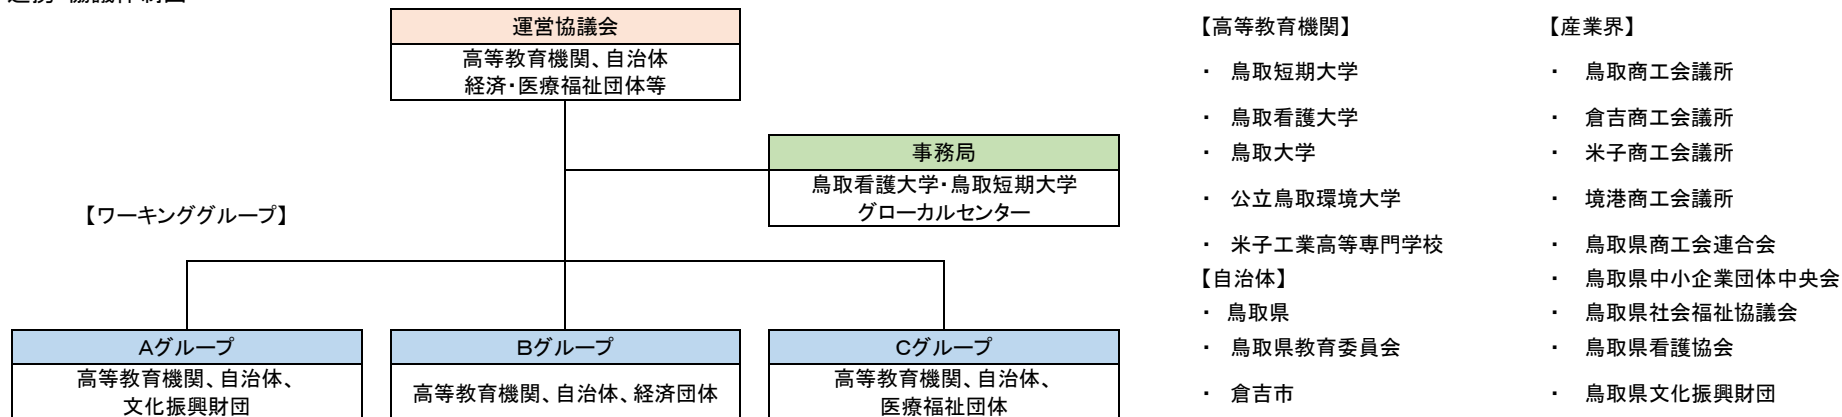 運営協議会
高等教育機関、自治体
経済・医療福祉団体等
事務局
鳥取看護大学・鳥取短期大学
グローカルセンター
【ワーキンググループ】
Aグループ
高等教育機関、自治体、
文化振興財団
Bグループ
高等教育機関、自治体、経済団体
Cグループ
高等教育機関、自治体、
医療福祉団体
【高等教育機関】
・ 鳥取短期大学
・ 鳥取看護大学
・ 鳥取大学
・ 公立鳥取環境大学
・ 米子工業高等専門学校
【自治体】
・ 鳥取県
・ 鳥取県教育委員会
・ 倉吉市
【産業界】
・ 鳥取商工会議所
・ 倉吉商工会議所
・ 米子商工会議所
・ 境港商工会議所
・ 鳥取県商工会連合会
・ 鳥取県中小企業団体中央会
・ 鳥取県社会福祉協議会
・ 鳥取県看護協会
・ 鳥取県文化振興財団